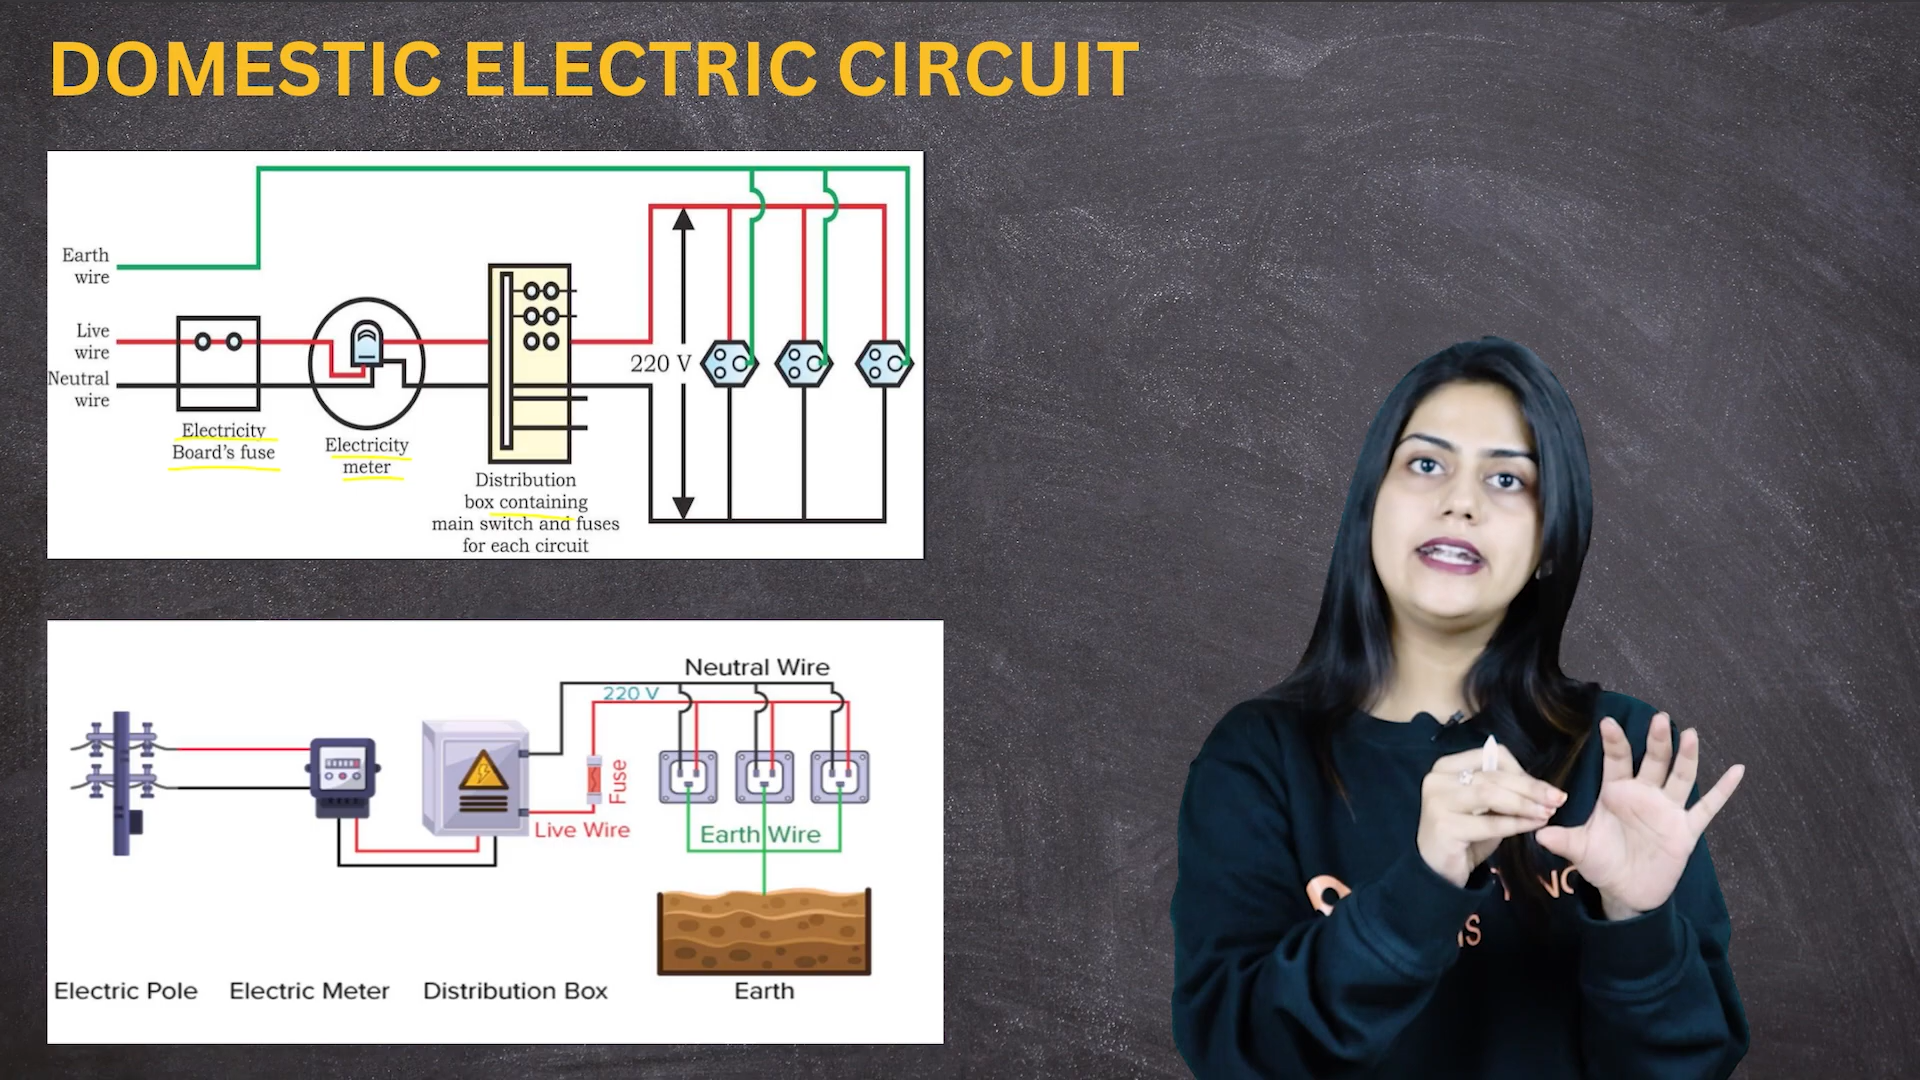 DOMESTIC ELECTRIC CIRCUIT
Earth
wire
Live
wire
Neutral
wire
Electricity
Board's fuse
Electricity
meter
Distribution
box containing
main switch and fuses
for each circuit
220 V
Neutral Wire
220 V
Fuse
Live Wire
Earth Wire
Electric Pole
Electric Meter
Distribution Box
Earth